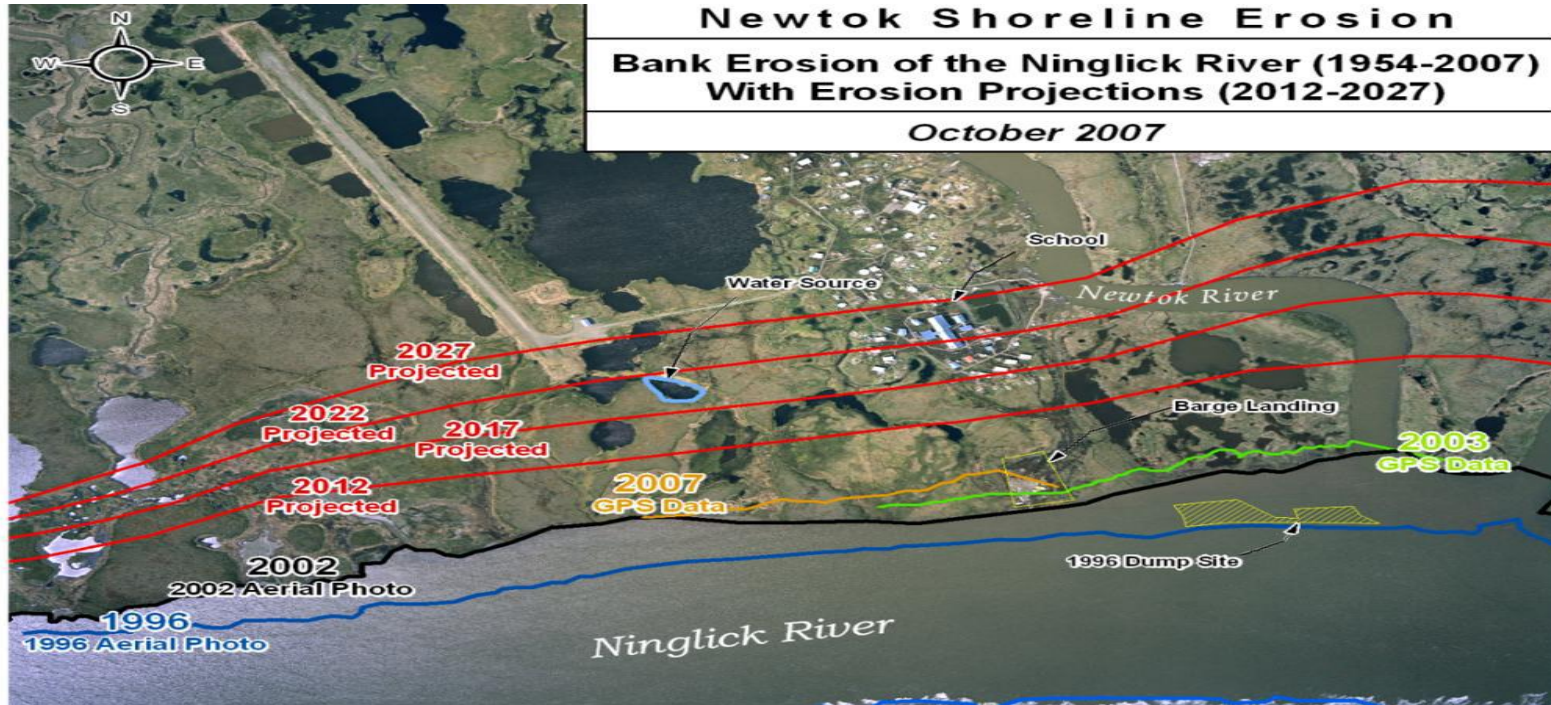 Newtok Shoreline Erosion
Bank Erosion of the Ninglick River (1954-2007)
With Erosion Projections (2012-2027)
October 2007
N
W E
S
School
Water Source
Newtok River
2027
Projected
2022
Projected
2017
Projected
Barge Landing
2003
GPS Data
2012
Projected
2007
GPS Data
2002
2002 Aerial Photo
1996 Dump Site
1996
1996 Aerial Photo
Ninglick River